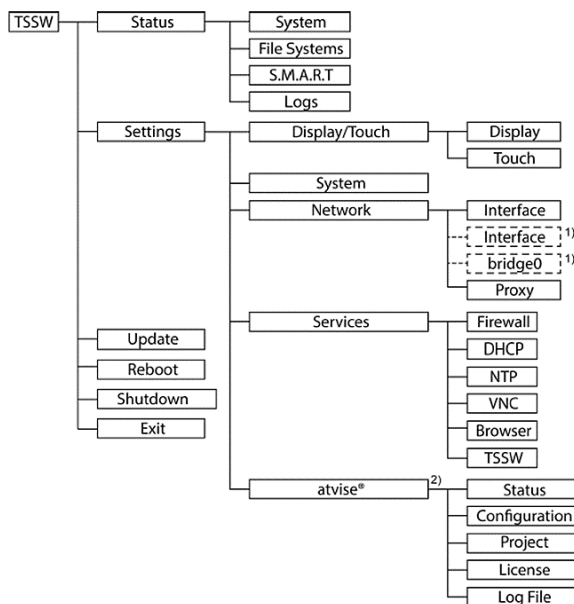 TSSW
Status
System
File Systems
S.M.A.R.T
Logs
Settings
Display/Touch
Display
Touch
System
Network
Interface
Interface 1)
bridge0 1)
Proxy
Services
Firewall
DHCP
NTP
VNC
Browser
TSSW
atvise® 2)
Status
Configuration
Project
License
Log File
Update
Reboot
Shutdown
Exit